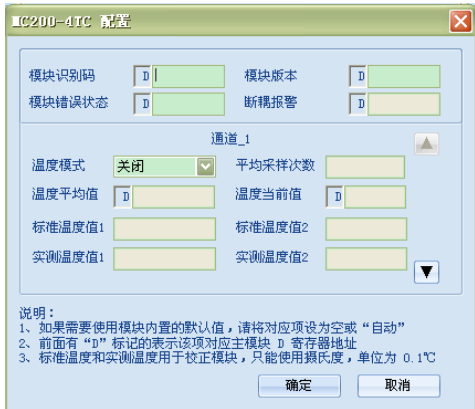 MC200-4TC 配置
模块识别码 D 模块版本 D
模块错误状态 D 断耦报警 D
通道_1
温度模式 关闭 平均采样次数
温度平均值 D 温度当前值 D
标准温度值1 标准温度值2
实测温度值1 实测温度值2
说明：
1、如果需要使用模块内置的默认值，请将对应项设为空或“自动”
2、前面有“D”标记的表示该项对应主模块 D 寄存器地址
3、标准温度和实测温度用于校正模块，只能使用摄氏度，单位为 0.1℃
确定 取消